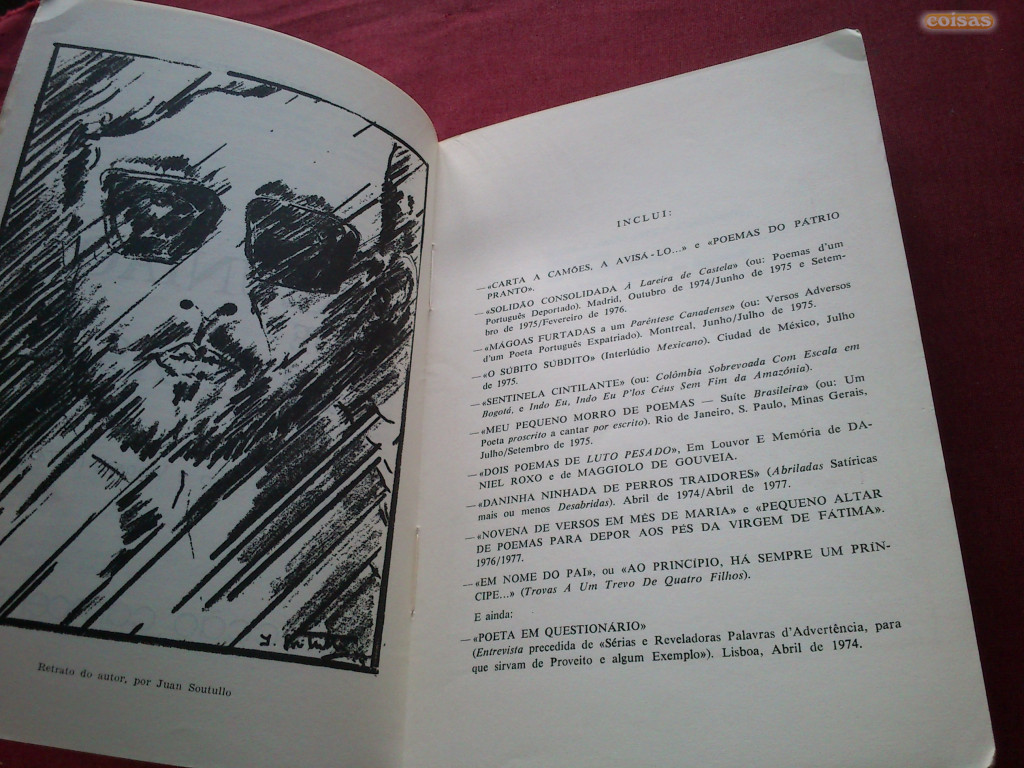 coisas
Retrato do autor, por Juan Soutullo
INCLUI:
—«CARTA A CAMÕES, A AVISÁ-LO...» e «POEMAS DO PÁTRIO
PRANTO».
—«SOLIDÃO CONSOLIDADA À Lareira de Castela» (ou: Poemas d'um
Português Deportado). Madrid, Outubro de 1974/Junho de 1975 e Setem-
bro de 1975/Fevereiro de 1976.
—«MÁGOAS FURTADAS a um Parêntese Canadense» (ou: Versos Adversos
d'um Poeta Português Expatriado). Montreal, Junho/Julho de 1975.
—«O SÚBITO SÚBDITO» (Interlúdio Mexicano). Ciudad de México, Julho
de 1975.
—«SENTINELA CINTILANTE» (ou: Colômbia Sobrevoada Com Escala em
Bogotá, e Indo Eu, Indo Eu P'los Céus Sem Fim da Amazónia).
—«MEU PEQUENO MORRO DE POEMAS — Suite Brasileira» (ou: Um
Poeta proscrito a cantar por escrito). Rio de Janeiro, S. Paulo, Minas Gerais,
Julho/Setembro de 1975.
—«DOIS POEMAS DE LUTO PESADO», Em Louvor E Memória de DA-
NIEL ROXO e de MAGGIOLO DE GOUVEIA.
—«DANINHA NINHADA DE PERROS TRAIDORES» (Abriladas Satíricas
mais ou menos Desabridas). Abril de 1974/Abril de 1977.
—«NOVENA DE VERSOS EM MÊS DE MARIA» e «PEQUENO ALTAR
DE POEMAS PARA DEPOR AOS PÉS DA VIRGEM DE FÁTIMA».
1976/1977.
—«EM NOME DO PAI», ou «AO PRINCÍPIO, HÁ SEMPRE UM PRÍN-
CIPE...» (Trovas A Um Trevo De Quatro Filhos).
E ainda:
—«POETA EM QUESTIONÁRIO»
(Entrevista precedida de «Sérias e Reveladoras Palavras d'Advertência, para
que sirvam de Proveito e algum Exemplo»). Lisboa, Abril de 1974.